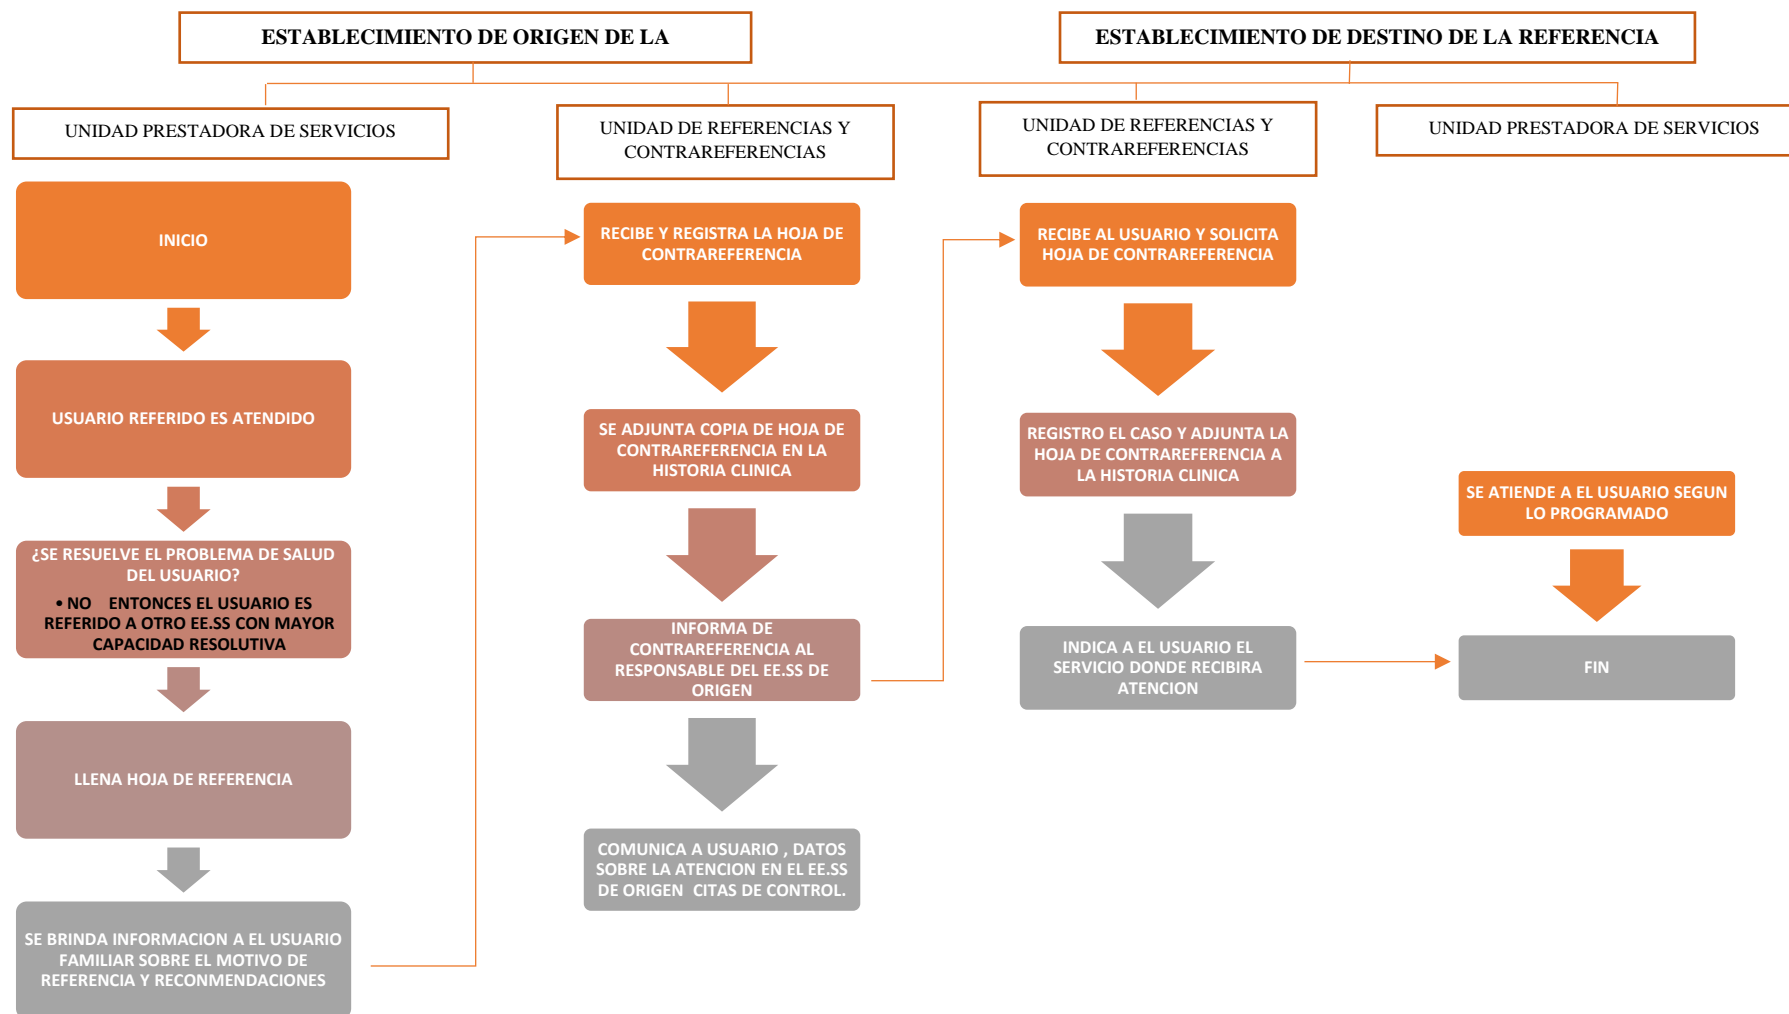 ESTABLECIMIENTO DE ORIGEN DE LA
ESTABLECIMIENTO DE DESTINO DE LA REFERENCIA
UNIDAD PRESTADORA DE SERVICIOS
UNIDAD DE REFERENCIAS Y
CONTRAREFERENCIAS
UNIDAD DE REFERENCIAS Y
CONTRAREFERENCIAS
UNIDAD PRESTADORA DE SERVICIOS
INICIO
USUARIO REFERIDO ES ATENDIDO
¿SE RESUELVE EL PROBLEMA DE SALUD
DEL USUARIO?
• NO ENTONCES EL USUARIO ES
REFERIDO A OTRO EE.SS CON MAYOR
CAPACIDAD RESOLUTIVA
LLENA HOJA DE REFERENCIA
SE BRINDA INFORMACION A EL USUARIO
FAMILIAR SOBRE EL MOTIVO DE
REFERENCIA Y RECONMENDACIONES
RECIBE Y REGISTRA LA HOJA DE
CONTRAREFERENCIA
SE ADJUNTA COPIA DE HOJA DE
CONTRAREFERENCIA EN LA
HISTORIA CLINICA
INFORMA DE
CONTRAREFERENCIA AL
RESPONSABLE DEL EE.SS DE
ORIGEN
COMUNICA A USUARIO , DATOS
SOBRE LA ATENCION EN EL EE.SS
DE ORIGEN CITAS DE CONTROL.
RECIBE AL USUARIO Y SOLICITA
HOJA DE CONTRAREFERENCIA
REGISTRO EL CASO Y ADJUNTA LA
HOJA DE CONTRAREFERENCIA A
LA HISTORIA CLINICA
INDICA A EL USUARIO EL
SERVICIO DONDE RECIBIRA
ATENCION
SE ATIENDE A EL USUARIO SEGUN
LO PROGRAMADO
FIN